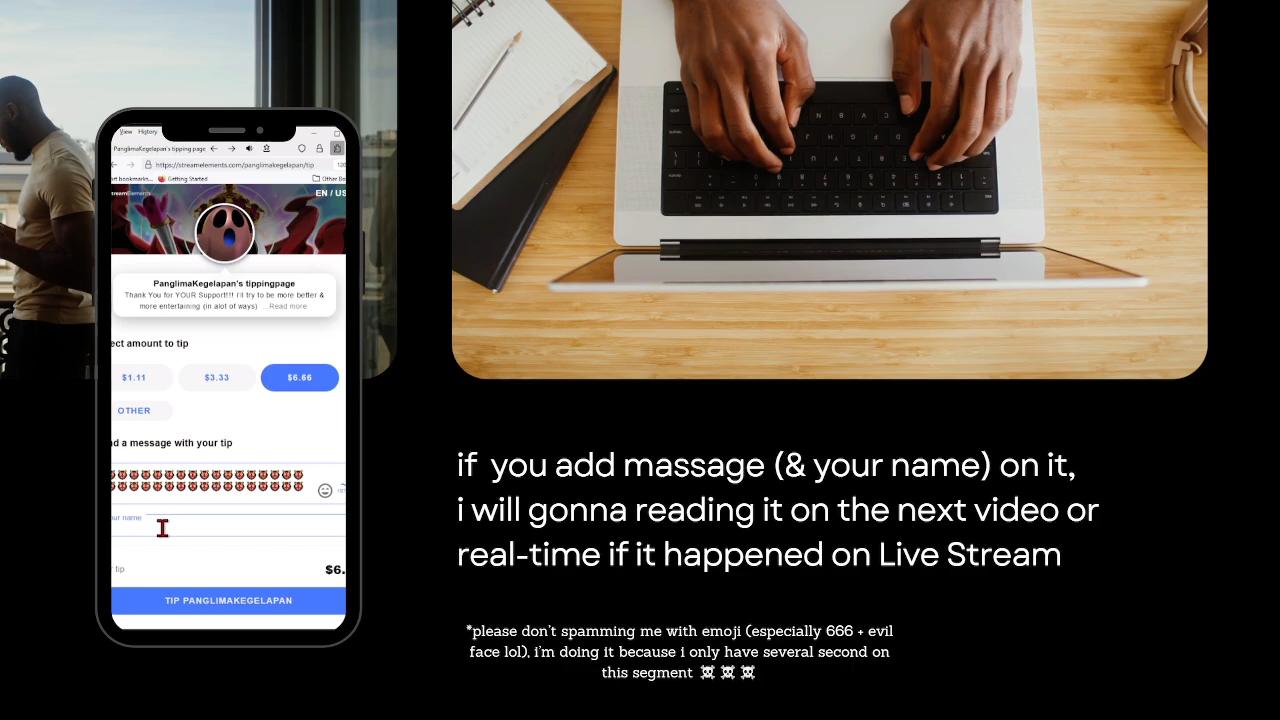 View History
PanglimaKegelapan's tipping page
https://streamelements.com/panglimakegelapan/tip
rt bookmarks... Getting Started Other Bo
streamElements
EN / US
PanglimaKegelapan's tippingpage
Thank You for YOUR Support!!!! I'll try to be more better &
more entertaining (in alot of ways) ...Read more
ect amount to tip
$1.11 $3.33 $6.66
OTHER
nd a message with your tip
our name
r tip $6.
TIP PANGLIMAKEGELAPAN
if you add massage (& your name) on it,
i will gonna reading it on the next video or
real-time if it happened on Live Stream
*please don't spamming me with emoji (especially 666 + evil
face lol), i'm doing it because i only have several second on
this segment ☠ ☠ ☠